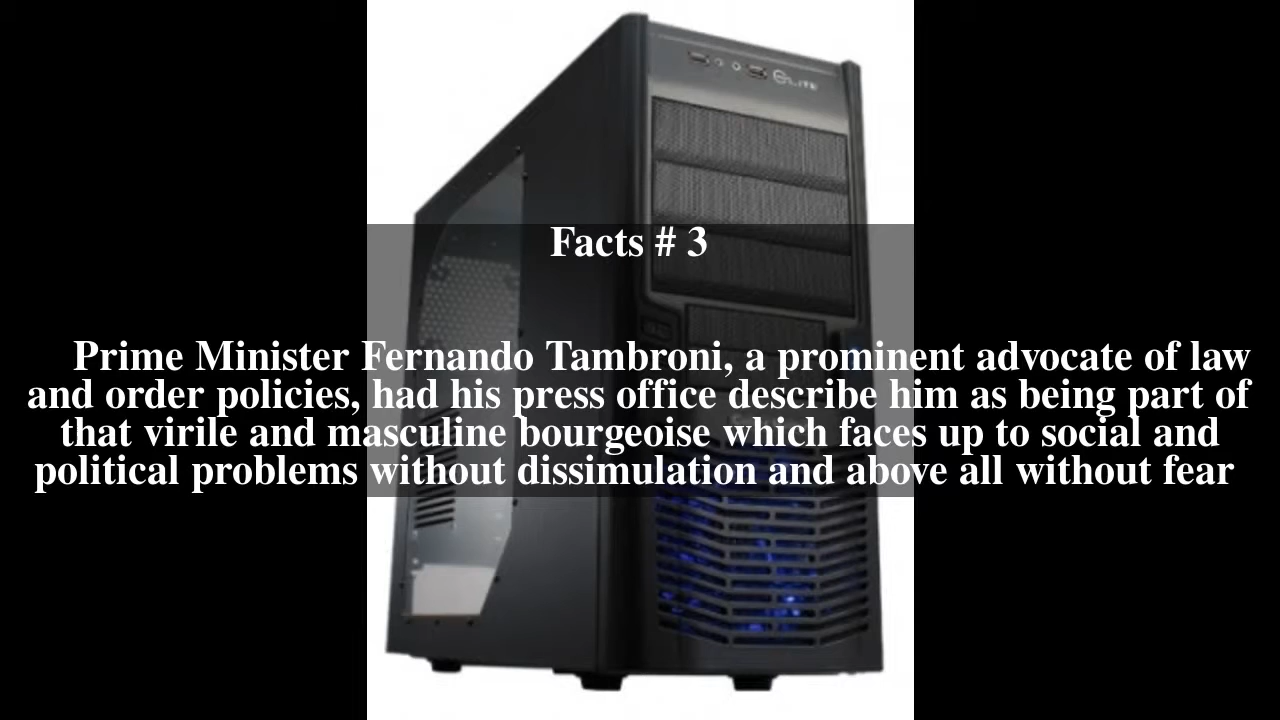 ELITE
Facts # 3
Prime Minister Fernando Tambroni, a prominent advocate of law
and order policies, had his press office describe him as being part of
that virile and masculine bourgeoise which faces up to social and
political problems without dissimulation and above all without fear